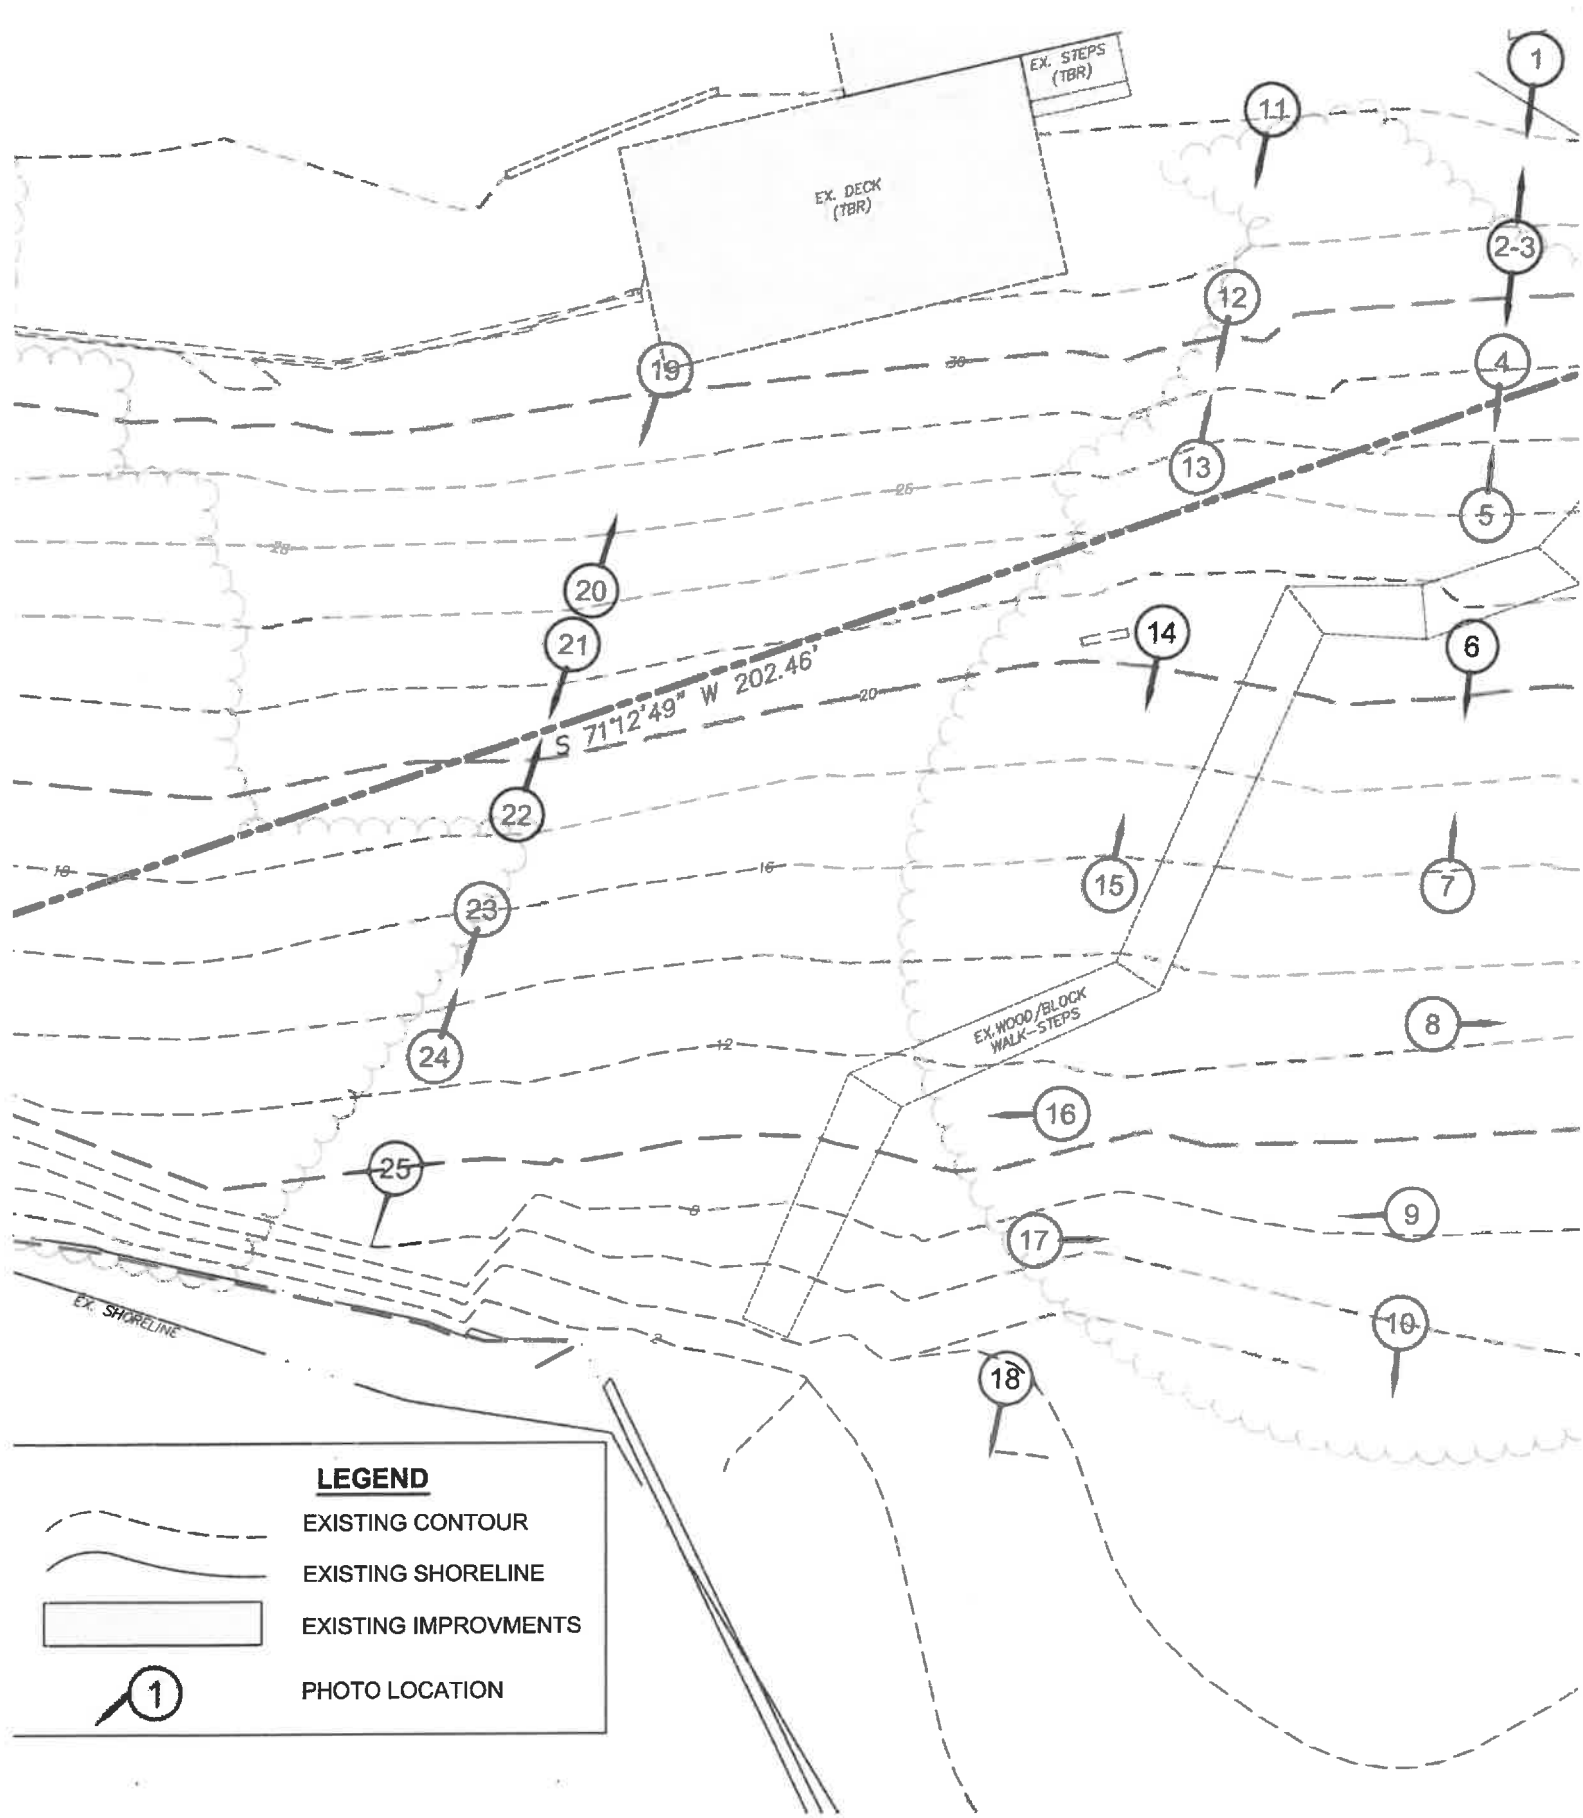 1
EX. STEPS
(TBR)
11
EX. DECK
(TBR)
2-3
12
30
4
19
13
26
5
28
20
21
14
6
S 71°12'49" W 202.46'
20
22
18
16
15
7
23
EX.WOOD/BLOCK
WALK-STEPS
8
12
24
16
25
8
9
17
EX. SHORELINE
10
2
18
LEGEND
EXISTING CONTOUR
EXISTING SHORELINE
EXISTING IMPROVMENTS
1
PHOTO LOCATION